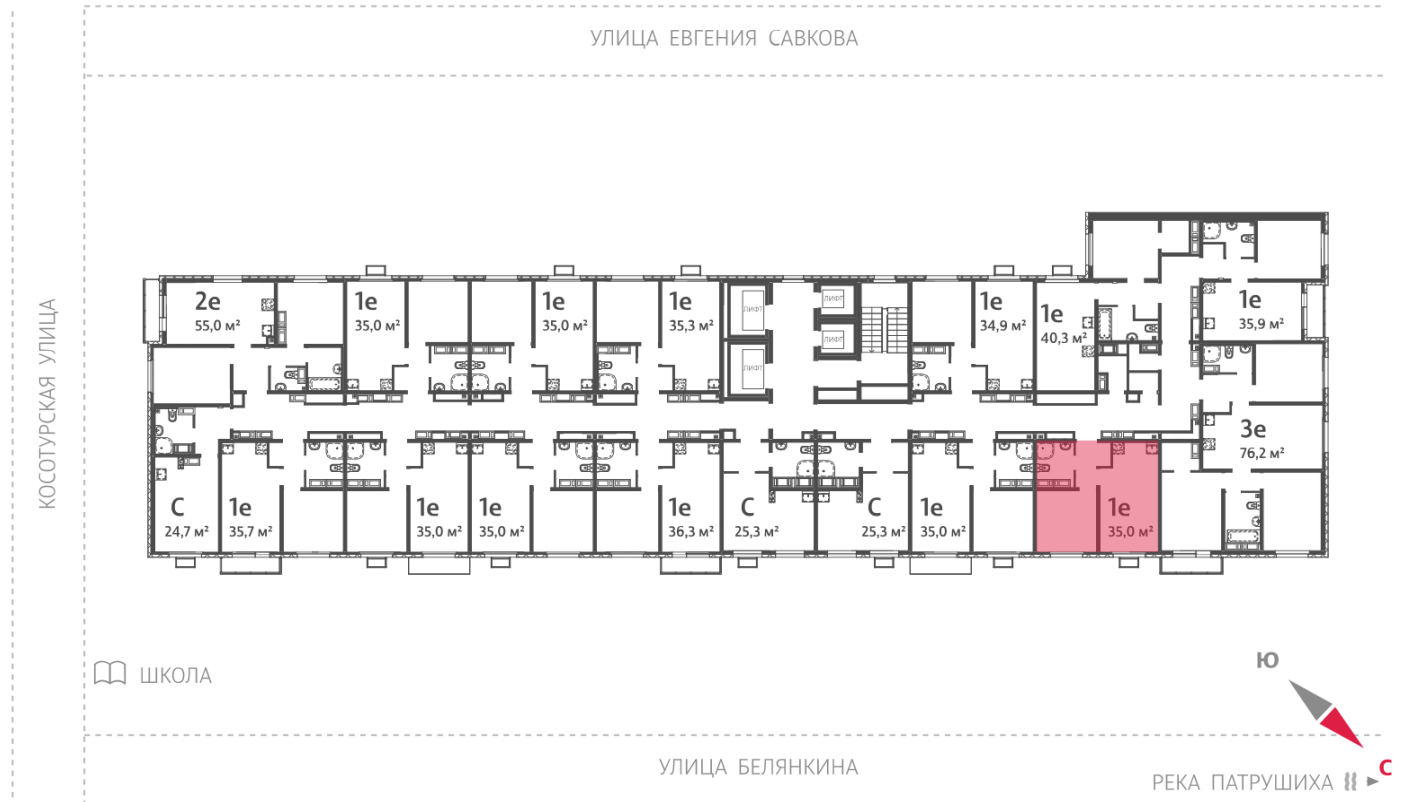 УЛИЦА ЕВГЕНИЯ САВКОВА
КОСОТУРСКАЯ УЛИЦА
2е
55,0 м²
1е
35,0 м²
1е
35,0 м²
1е
35,3 м²
ЛИФТ
ЛИФТ
ЛИФТ
ЛИФТ
1е
34,9 м²
1е
40,3 м²
1е
35,9 м²
3е
76,2 м²
С
24,7 м²
1е
35,7 м²
1е
35,0 м²
1е
35,0 м²
1е
36,3 м²
С
25,3 м²
С
25,3 м²
1е
35,0 м²
1е
35,0 м²
ШКОЛА
Ю
С
УЛИЦА БЕЛЯНКИНА
РЕКА ПАТРУШИХА